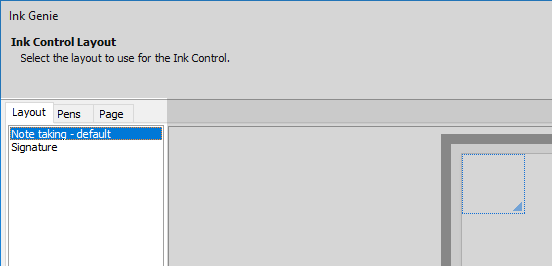 Ink Genie
Ink Control Layout
Select the layout to use for the Ink Control.
Layout Pens Page
Note taking - default
Signature